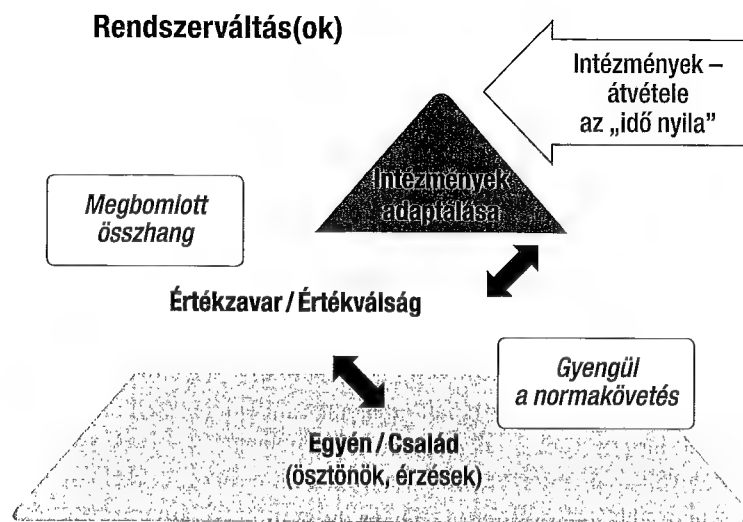 Rendszerváltás(ok)
Intézmények –
átvétele
az „idő nyila”
Intézmények
adaptálása
Megbomlott
összhang
Értékzavar / Értékválság
Gyengül
a normakövetés
Egyén / Család
(ösztönök, érzések)